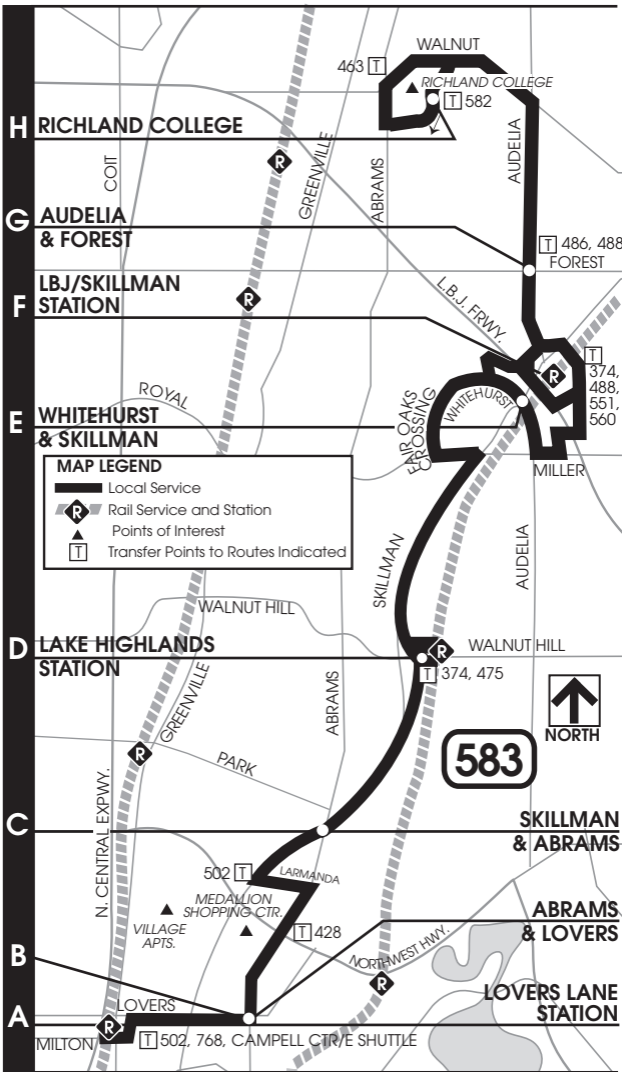 WALNUT
463 T
RICHLAND COLLEGE
T 582
H RICHLAND COLLEGE
COIT
R
GREENVILLE
ABRAMS
AUDELIA
G AUDELIA
& FOREST
T 486, 488
FOREST
F LBJ/SKILLMAN
STATION
R
L.B.J. FRWY.
T
374,
488,
551,
560
R
ROYAL
E WHITEHURST
& SKILLMAN
FAIR OAKS
CROSSING
WHITEHURST
MILLER
MAP LEGEND
Local Service
R Rail Service and Station
Points of Interest
T Transfer Points to Routes Indicated
SKILLMAN
AUDELIA
WALNUT HILL
D LAKE HIGHLANDS
STATION
R WALNUT HILL
T 374, 475
GREENVILLE
ABRAMS
NORTH
R
PARK
583
N. CENTRAL EXPWY.
C SKILLMAN
& ABRAMS
502 T
LARMANDA
MEDALLION
SHOPPING CTR.
VILLAGE
APTS.
T 428
ABRAMS
& LOVERS
B
NORTHWEST HWY.
R
LOVERS LANE
STATION
A
LOVERS
R
MILTON
T 502, 768, CAMPELL CTR/E SHUTTLE